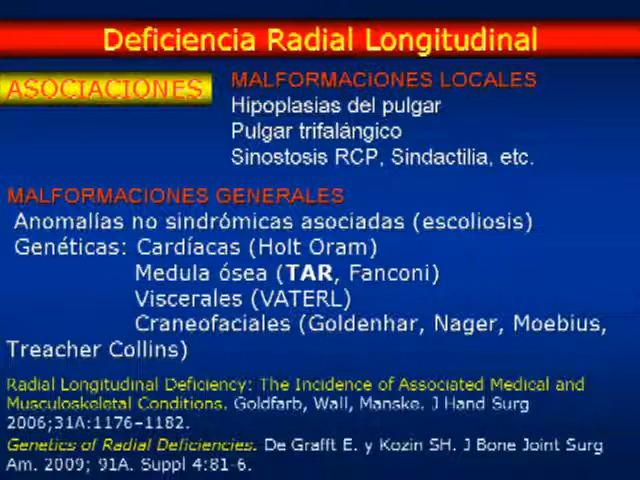 Deficiencia Radial Longitudinal
ASOCIACIONES
MALFORMACIONES LOCALES
Hipoplasias del pulgar
Pulgar trifalángico
Sinostosis RCP, Sindactilia, etc.
MALFORMACIONES GENERALES
Anomalías no sindrómicas asociadas (escoliosis)
Genéticas: Cardíacas (Holt Oram)
Medula ósea (TAR, Fanconi)
Viscerales (VATERL)
Craneofaciales (Goldenhar, Nager, Moebius,
Treacher Collins)
Radial Longitudinal Deficiency: The Incidence of Associated Medical and
Musculoskeletal Conditions. Goldfarb, Wall, Manske. J Hand Surg
2006;31A:1176-1182.
Genetics of Radial Deficiencies. De Grafft E. y Kozin SH. J Bone Joint Surg
Am. 2009; 91A. Suppl 4:81-6.